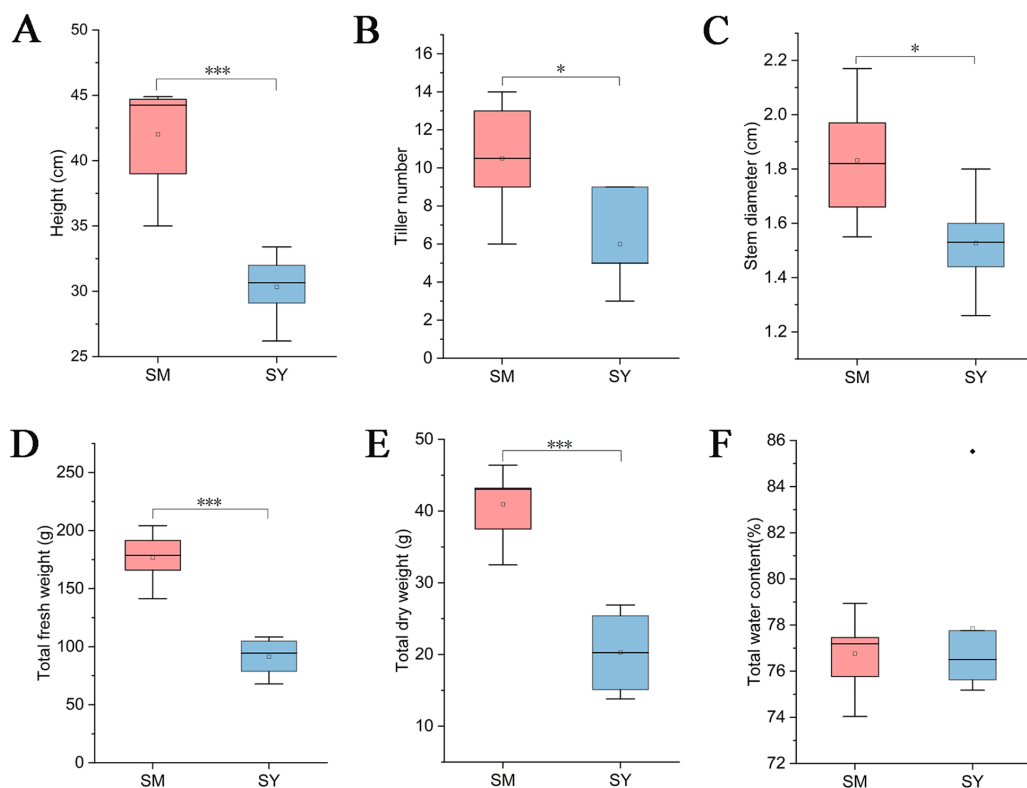 A
Height (cm)
50
45
40
35
30
25
***
SM
SY
B
Tiller number
16
14
12
10
8
6
4
2
0
*
SM
SY
C
Stem diameter (cm)
2.2
2.0
1.8
1.6
1.4
1.2
*
SM
SY
D
Total fresh weight (g)
250
200
150
100
50
0
***
SM
SY
E
Total dry weight (g)
50
40
30
20
10
***
SM
SY
F
Total water content(%)
86
84
82
80
78
76
74
72
SM
SY